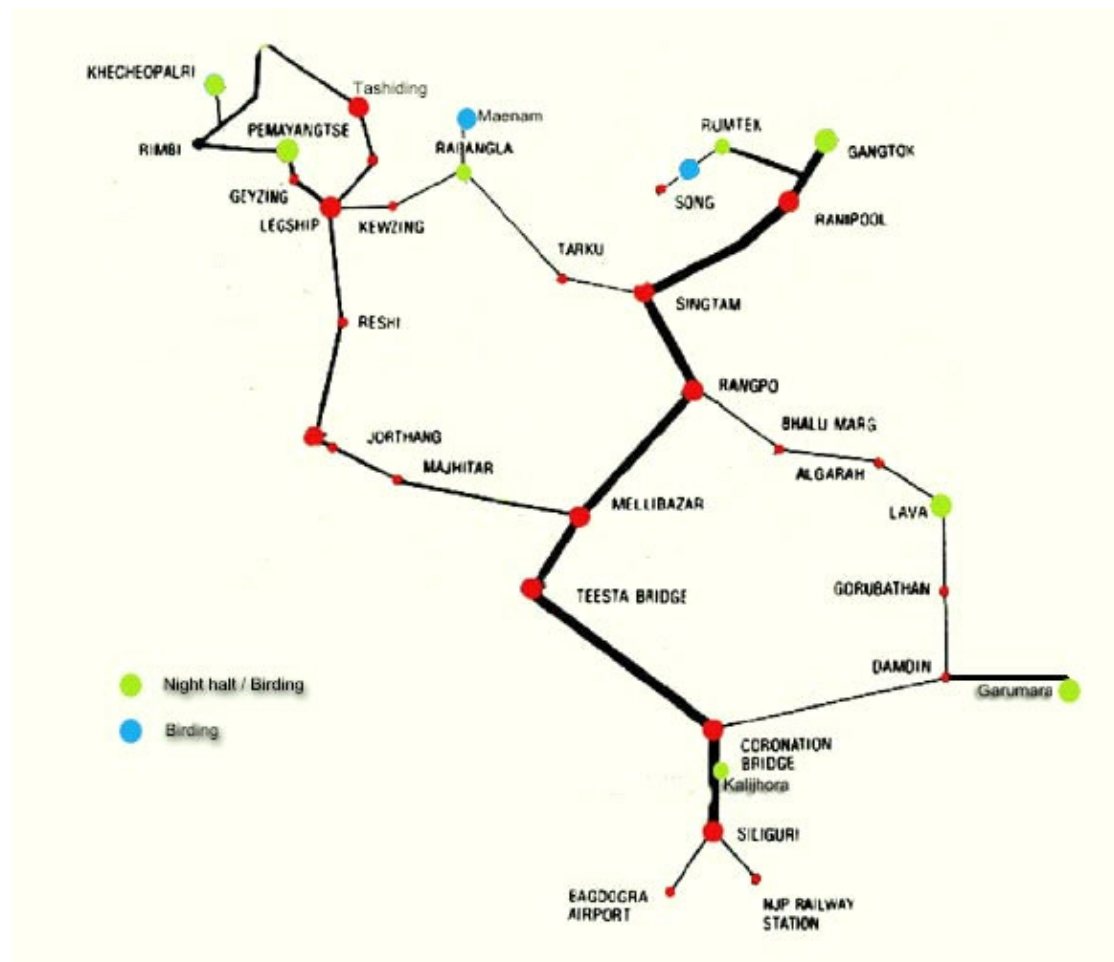 KHECHEOPALRI
Tashiding
Maenam
RUMTEK
PEMAYANGTSE
RIMBI
RABANGLA
GANGTOK
GEYZING
SONG
LEGSHIP
KEWZING
RANIPOOL
TARKU
SINGTAM
RESHI
RANGPO
BHALU MARG
JORTHANG
MAJHITAR
ALGARAH
MELLIBAZAR
LAVA
TEESTA BRIDGE
GORUBATHAN
DAMDIN
Night halt / Birding
Garumara
Birding
CORONATION
BRIDGE
Kalijhora
SILIGURI
BAGDOGRA
AIRPORT
NJP RAILWAY
STATION